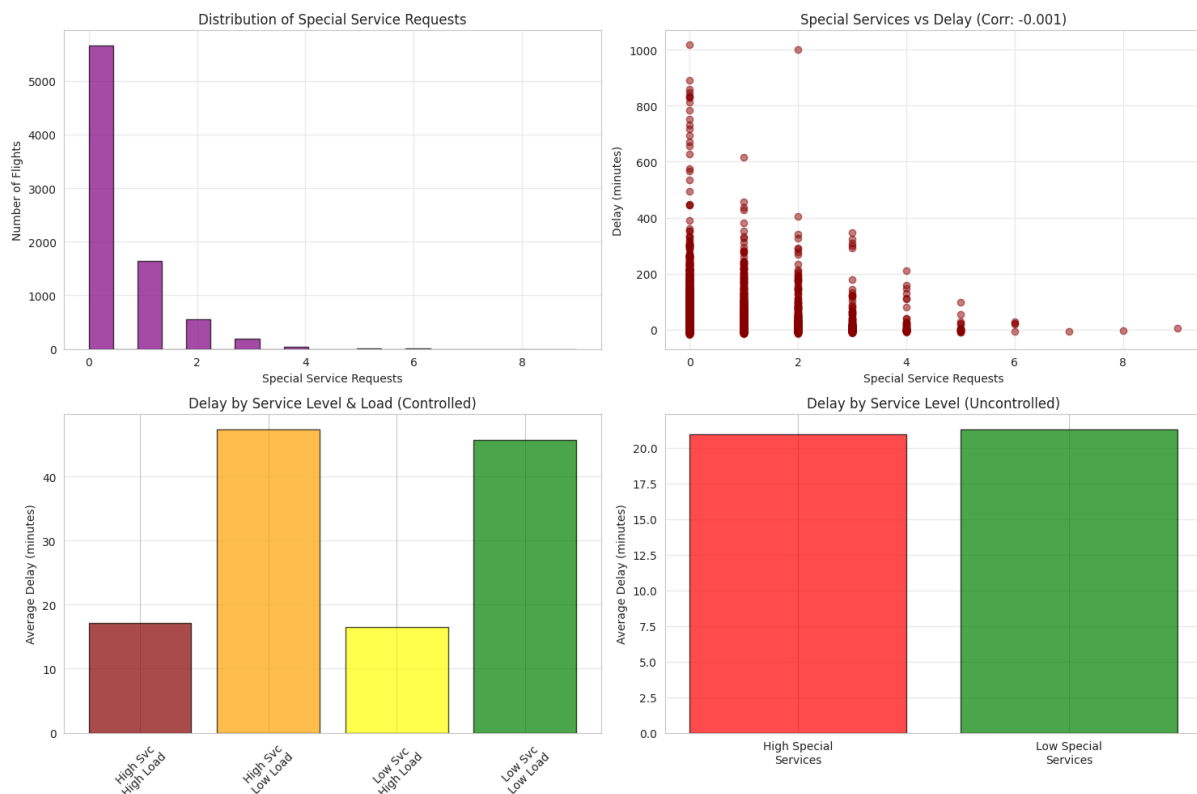 Distribution of Special Service Requests
Number of Flights
5000
4000
3000
2000
1000
0
0
2
4
6
8
Special Service Requests
Special Services vs Delay (Corr: -0.001)
Delay (minutes)
1000
800
600
400
200
0
0
2
4
6
8
Special Service Requests
Delay by Service Level & Load (Controlled)
Average Delay (minutes)
40
30
20
10
0
High Svc
High Load
High Svc
Low Load
Low Svc
High Load
Low Svc
Low Load
Delay by Service Level (Uncontrolled)
Average Delay (minutes)
20.0
17.5
15.0
12.5
10.0
7.5
5.0
2.5
0.0
High Special
Services
Low Special
Services